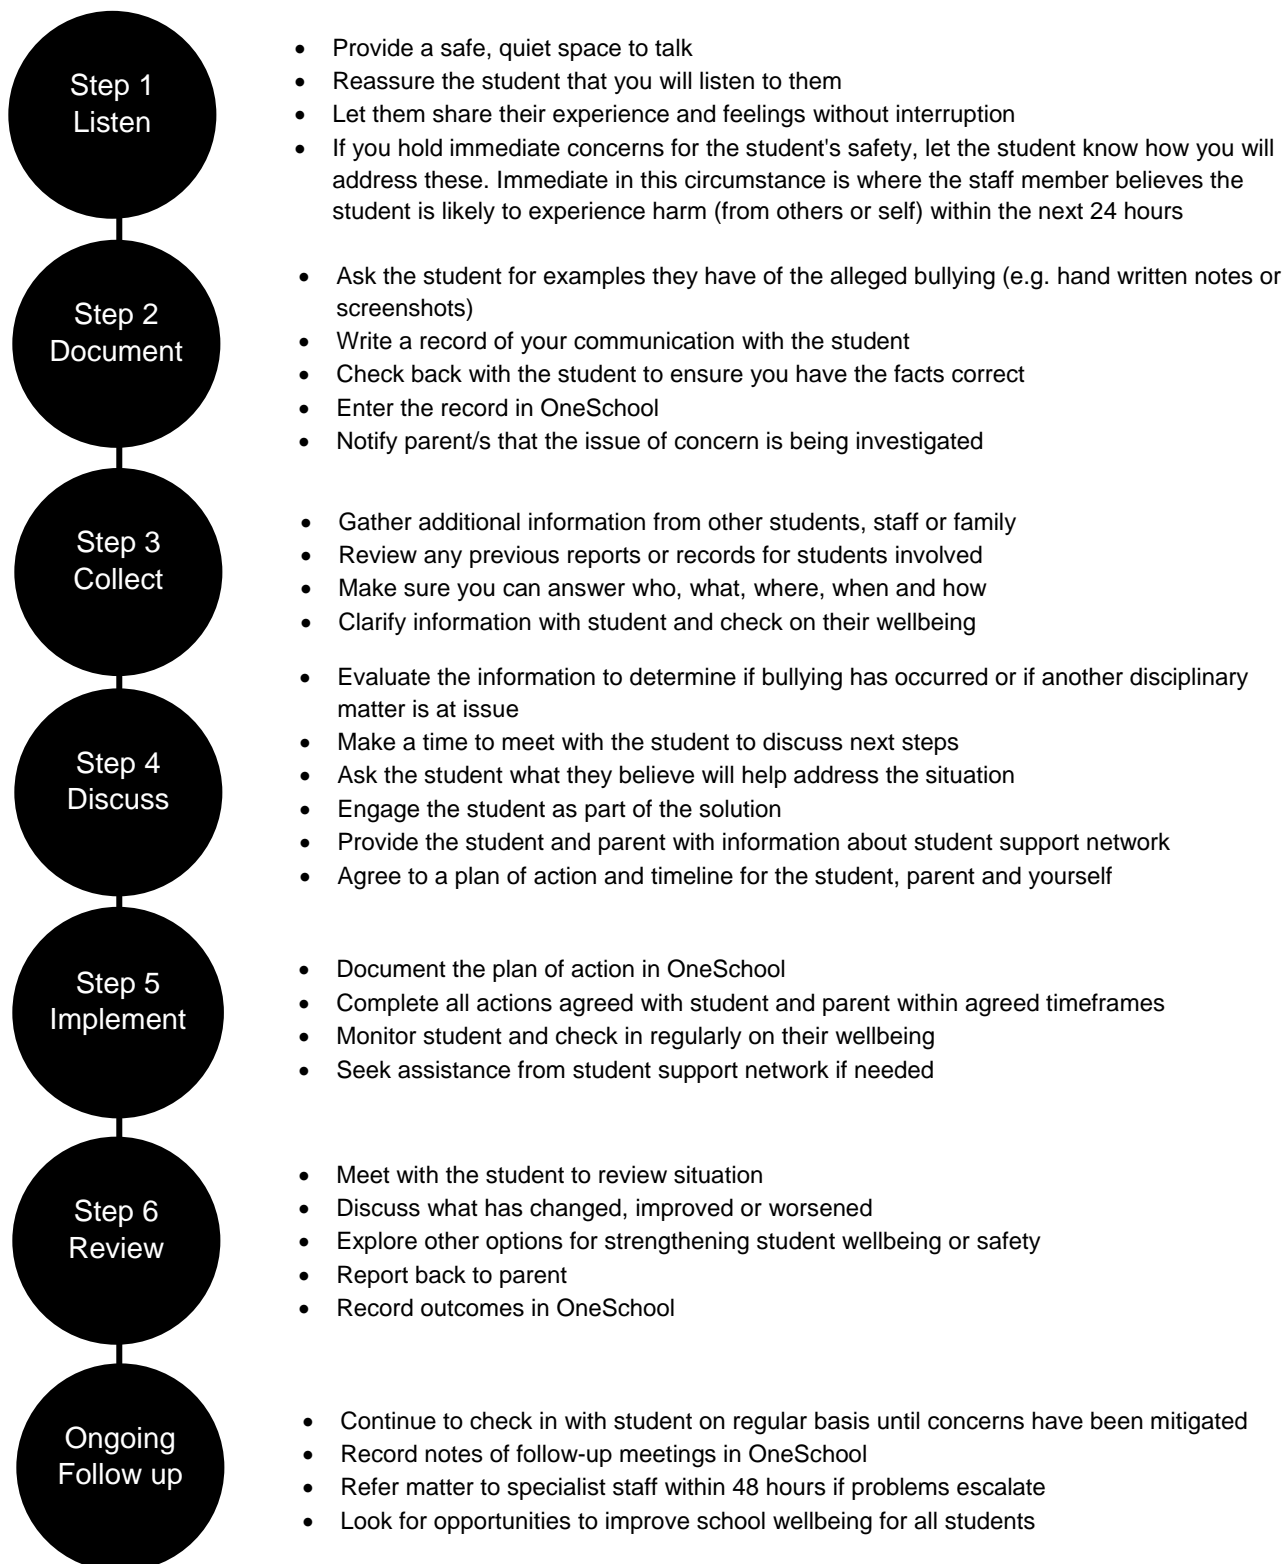 Step 1
Listen
• Provide a safe, quiet space to talk
• Reassure the student that you will listen to them
• Let them share their experience and feelings without interruption
• If you hold immediate concerns for the student's safety, let the student know how you will
address these. Immediate in this circumstance is where the staff member believes the
student is likely to experience harm (from others or self) within the next 24 hours
Step 2
Document
• Ask the student for examples they have of the alleged bullying (e.g. hand written notes or
screenshots)
• Write a record of your communication with the student
• Check back with the student to ensure you have the facts correct
• Enter the record in OneSchool
• Notify parent/s that the issue of concern is being investigated
Step 3
Collect
• Gather additional information from other students, staff or family
• Review any previous reports or records for students involved
• Make sure you can answer who, what, where, when and how
• Clarify information with student and check on their wellbeing
Step 4
Discuss
• Evaluate the information to determine if bullying has occurred or if another disciplinary
matter is at issue
• Make a time to meet with the student to discuss next steps
• Ask the student what they believe will help address the situation
• Engage the student as part of the solution
• Provide the student and parent with information about student support network
• Agree to a plan of action and timeline for the student, parent and yourself
Step 5
Implement
• Document the plan of action in OneSchool
• Complete all actions agreed with student and parent within agreed timeframes
• Monitor student and check in regularly on their wellbeing
• Seek assistance from student support network if needed
Step 6
Review
• Meet with the student to review situation
• Discuss what has changed, improved or worsened
• Explore other options for strengthening student wellbeing or safety
• Report back to parent
• Record outcomes in OneSchool
Ongoing
Follow up
• Continue to check in with student on regular basis until concerns have been mitigated
• Record notes of follow-up meetings in OneSchool
• Refer matter to specialist staff within 48 hours if problems escalate
• Look for opportunities to improve school wellbeing for all students